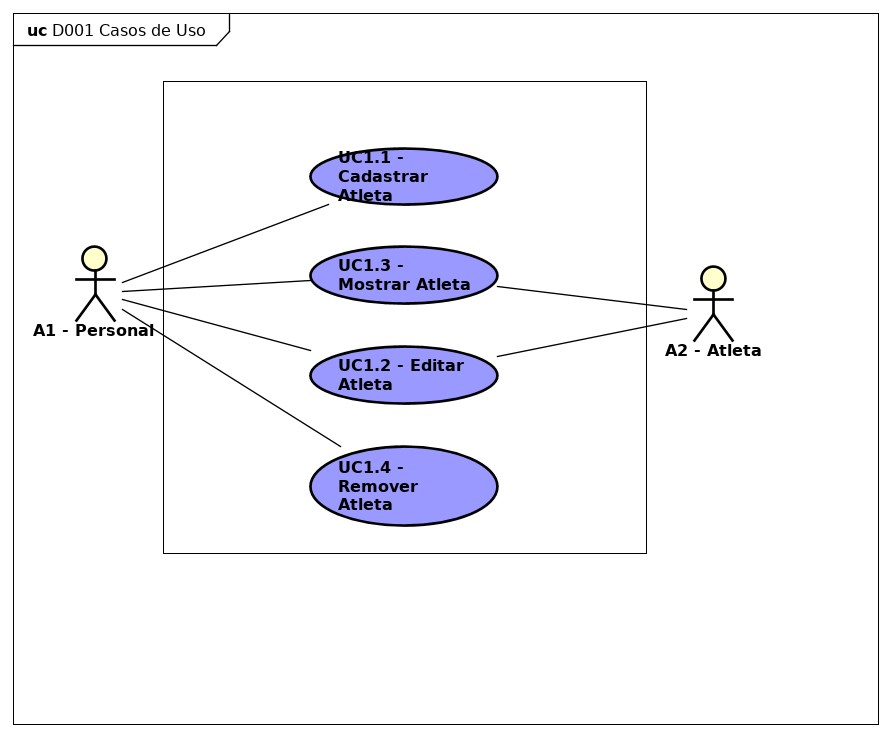 uc D001 Casos de Uso
UC1.1 -
Cadastrar
Atleta
UC1.3 -
Mostrar Atleta
A1 - Personal
A2 - Atleta
UC1.2 - Editar
Atleta
UC1.4 -
Remover
Atleta